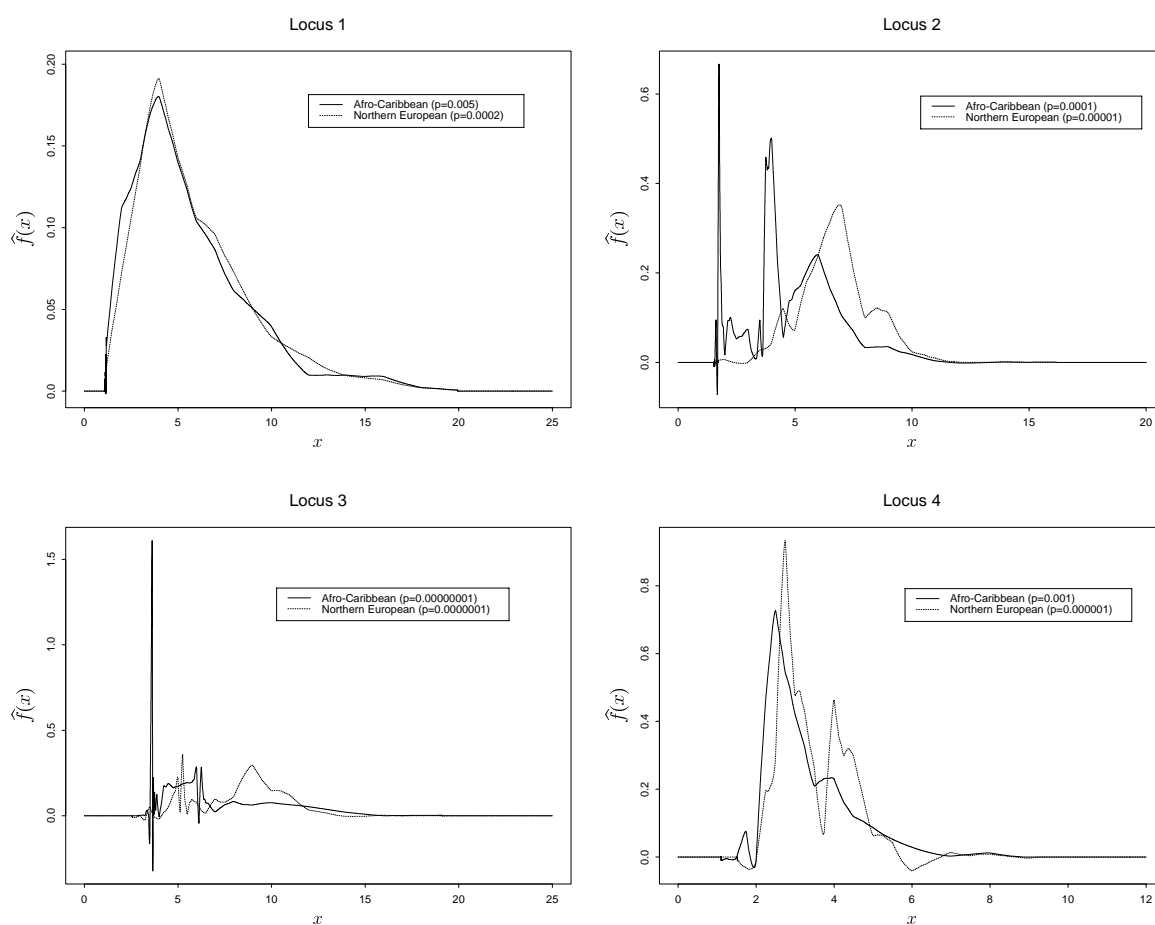 Locus 1
0.20
0.15
0.10
0.05
0.0
f̂(x)
Afro-Caribbean (p=0.005)
Northern European (p=0.0002)
0 5 10 15 20 25
x
Locus 2
0.6
0.4
0.2
0.0
f̂(x)
Afro-Caribbean (p=0.0001)
Northern European (p=0.00001)
0 5 10 15 20
x
Locus 3
1.5
1.0
0.5
0.0
f̂(x)
Afro-Caribbean (p=0.00000001)
Northern European (p=0.0000001)
0 5 10 15 20 25
x
Locus 4
0.8
0.6
0.4
0.2
0.0
f̂(x)
Afro-Caribbean (p=0.001)
Northern European (p=0.000001)
0 2 4 6 8 10 12
x